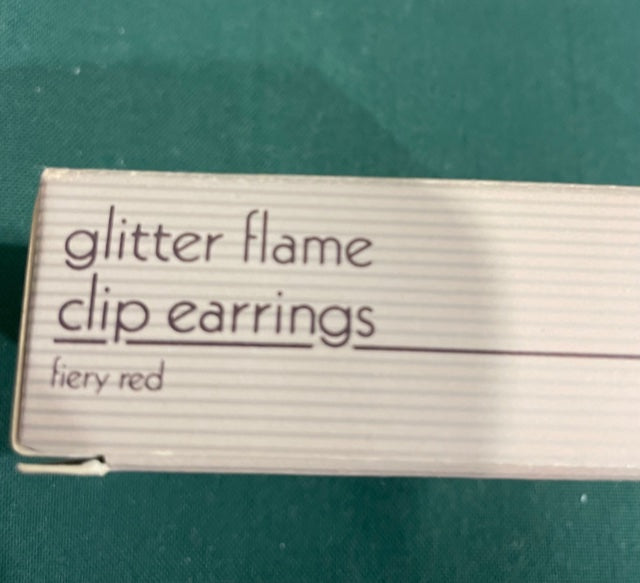 glitter flame
clip earrings
fiery red